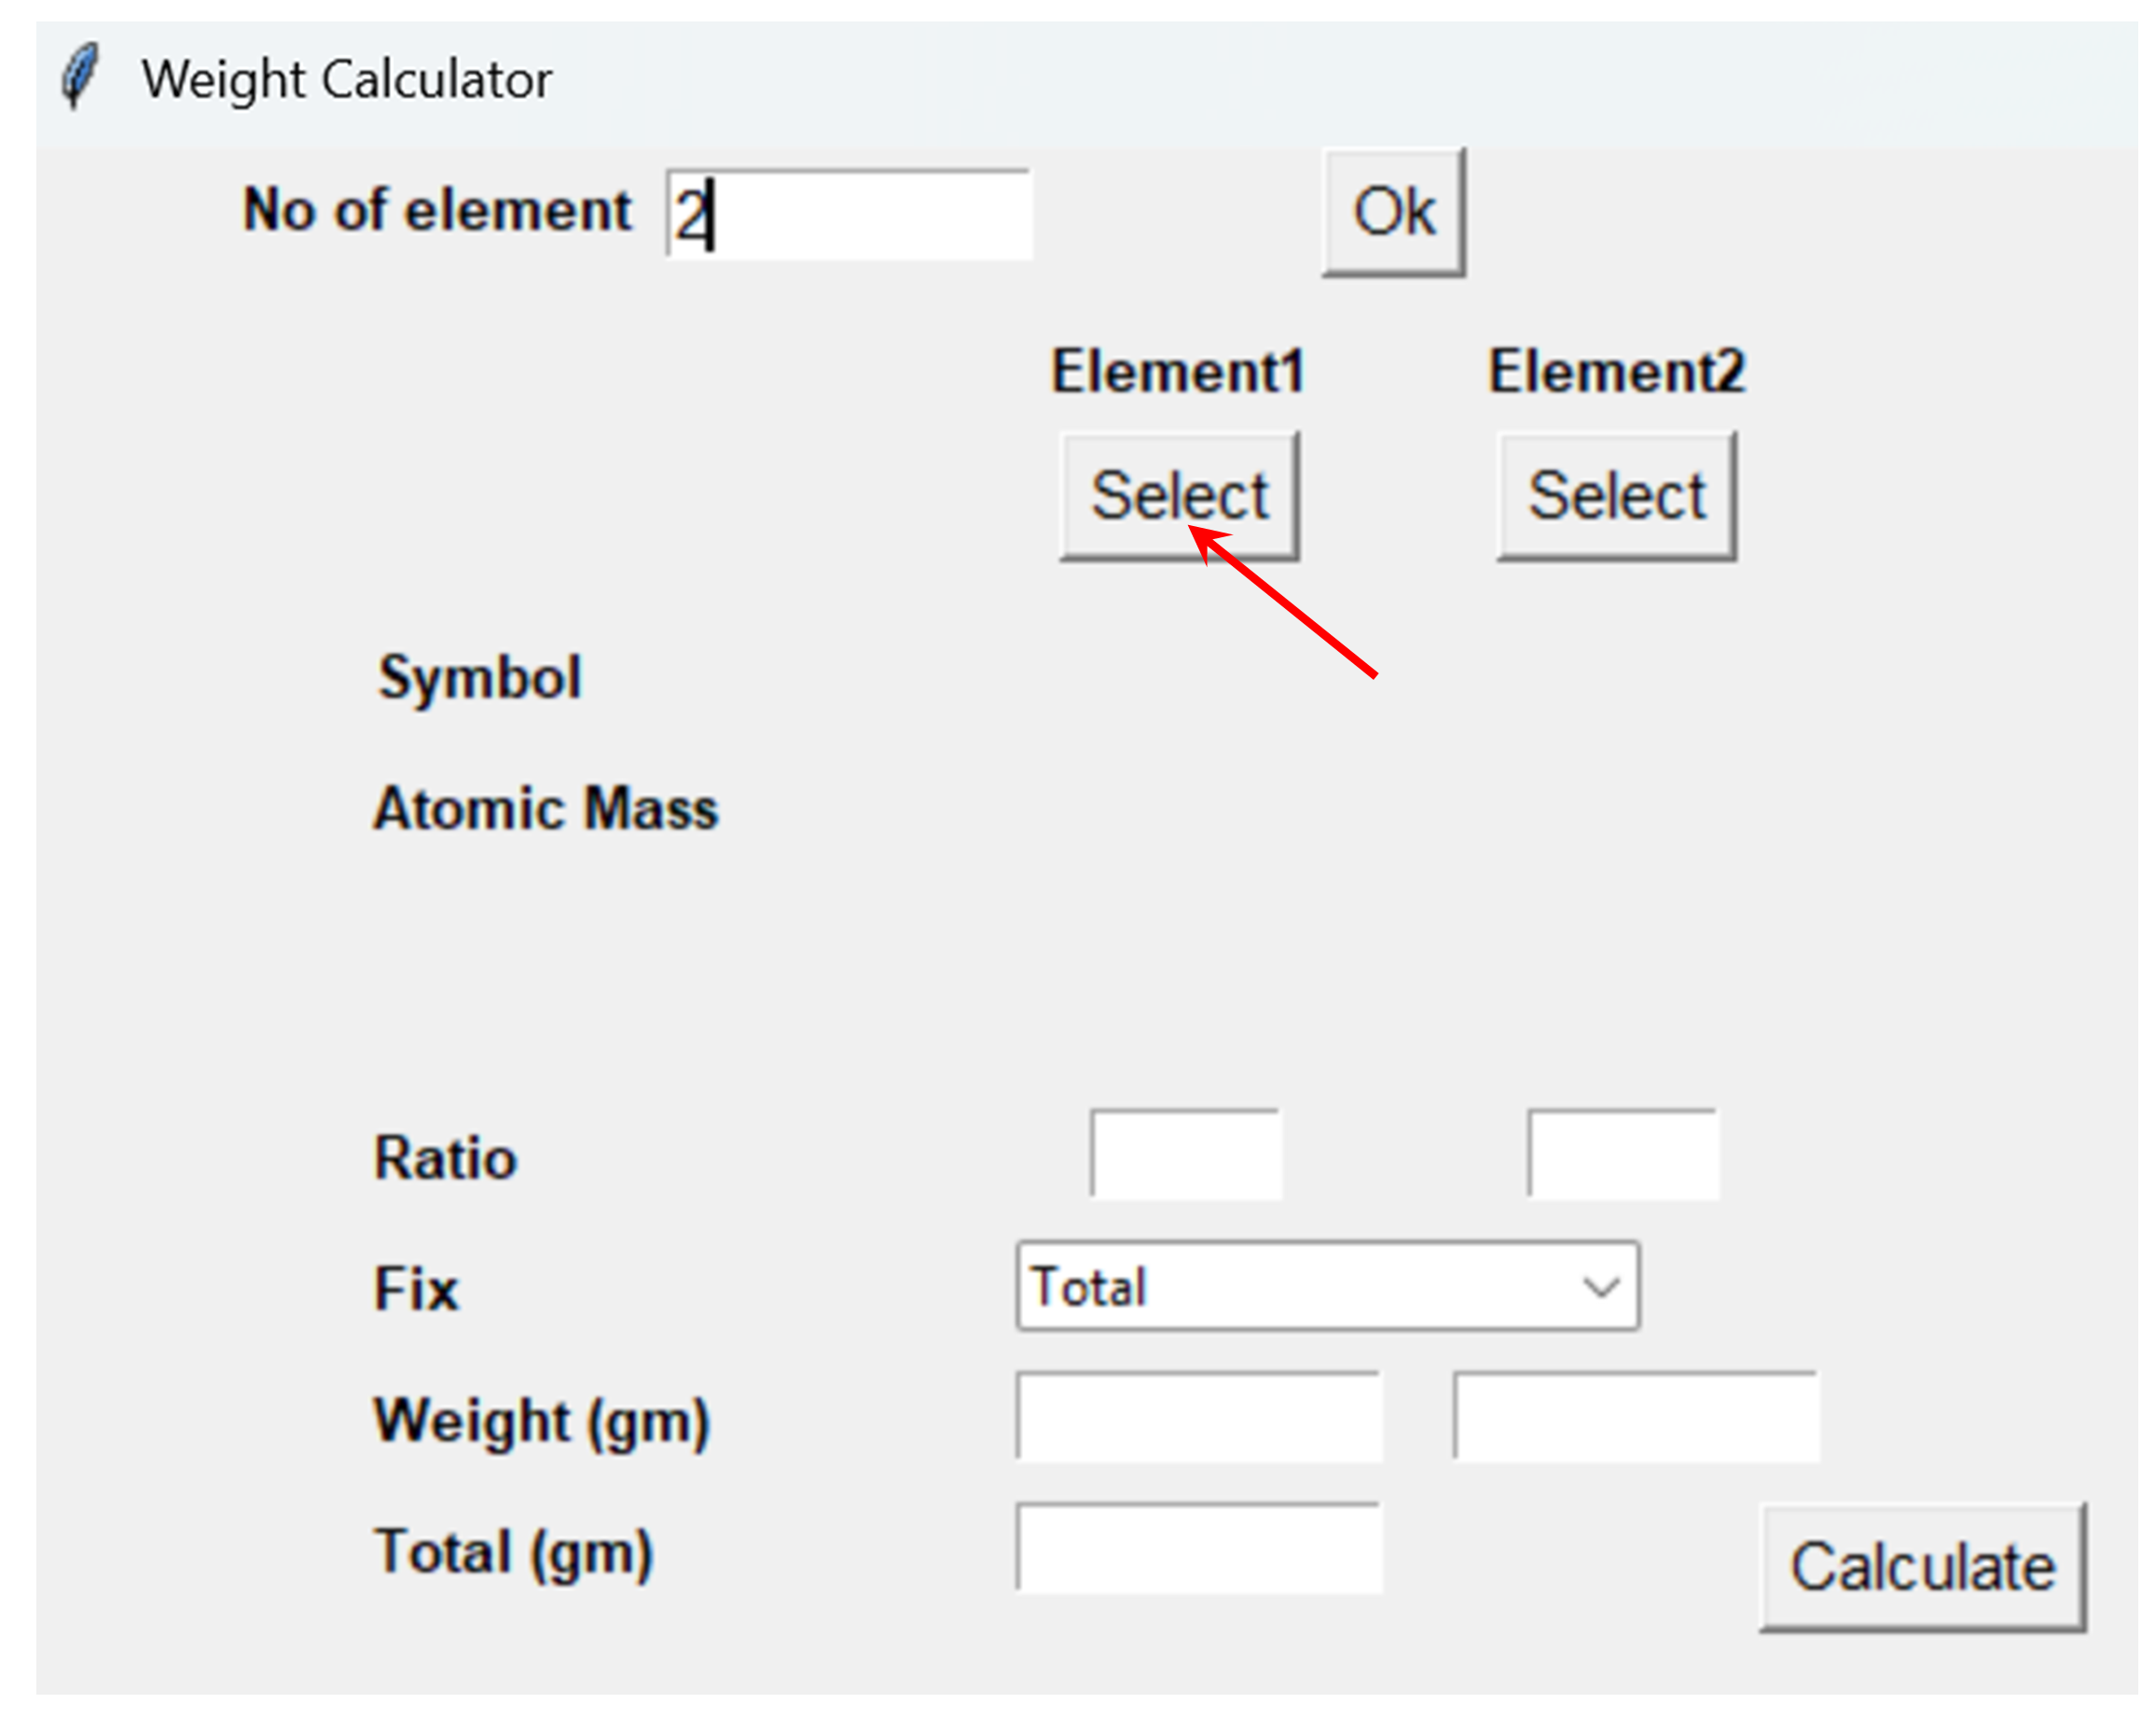 Weight Calculator
No of element 2 Ok
Element1 Element2
Select Select
Symbol
Atomic Mass
Ratio
Fix Total
Weight (gm)
Total (gm) Calculate